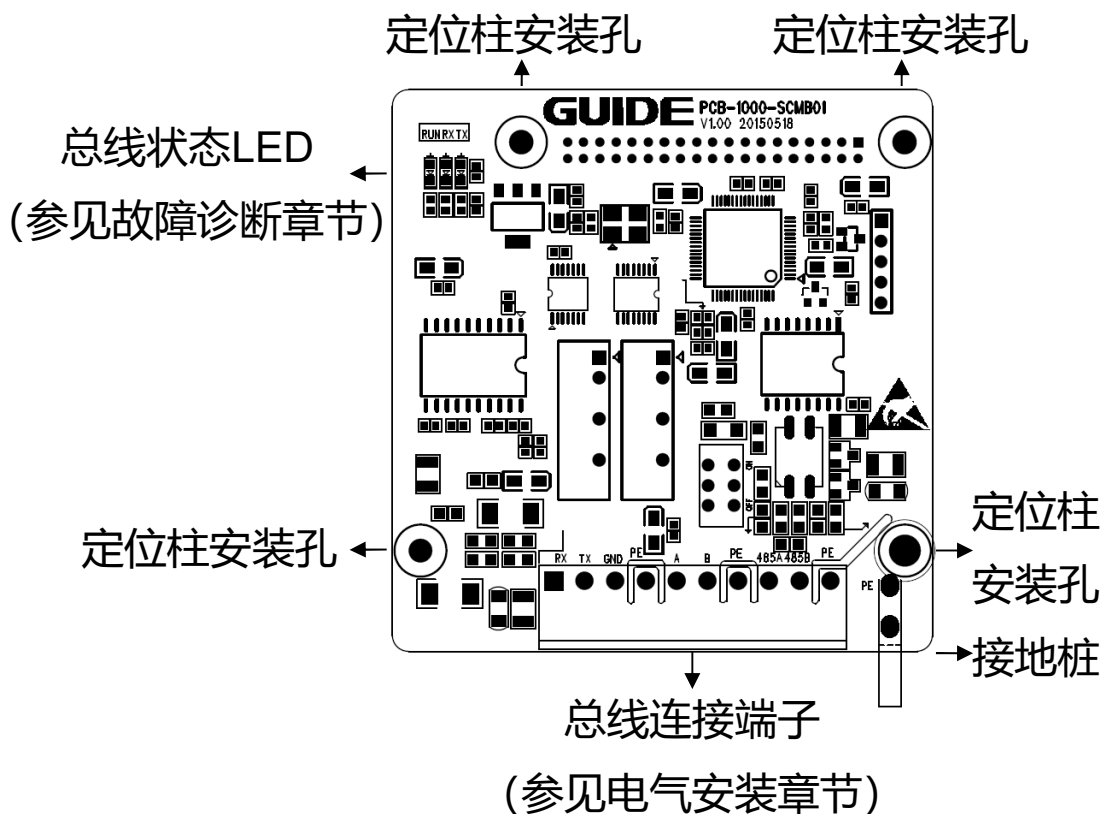 定位柱安装孔
定位柱安装孔
GUIDE
PCB-1000-SCMB01
V1.00 20150518
RUN RX TX
总线状态LED
（参见故障诊断章节）
ON
OFF
定位柱安装孔
定位柱
安装孔
RX TX GND PE A B PE 485A 485B PE
PE
接地桩
总线连接端子
（参见电气安装章节）